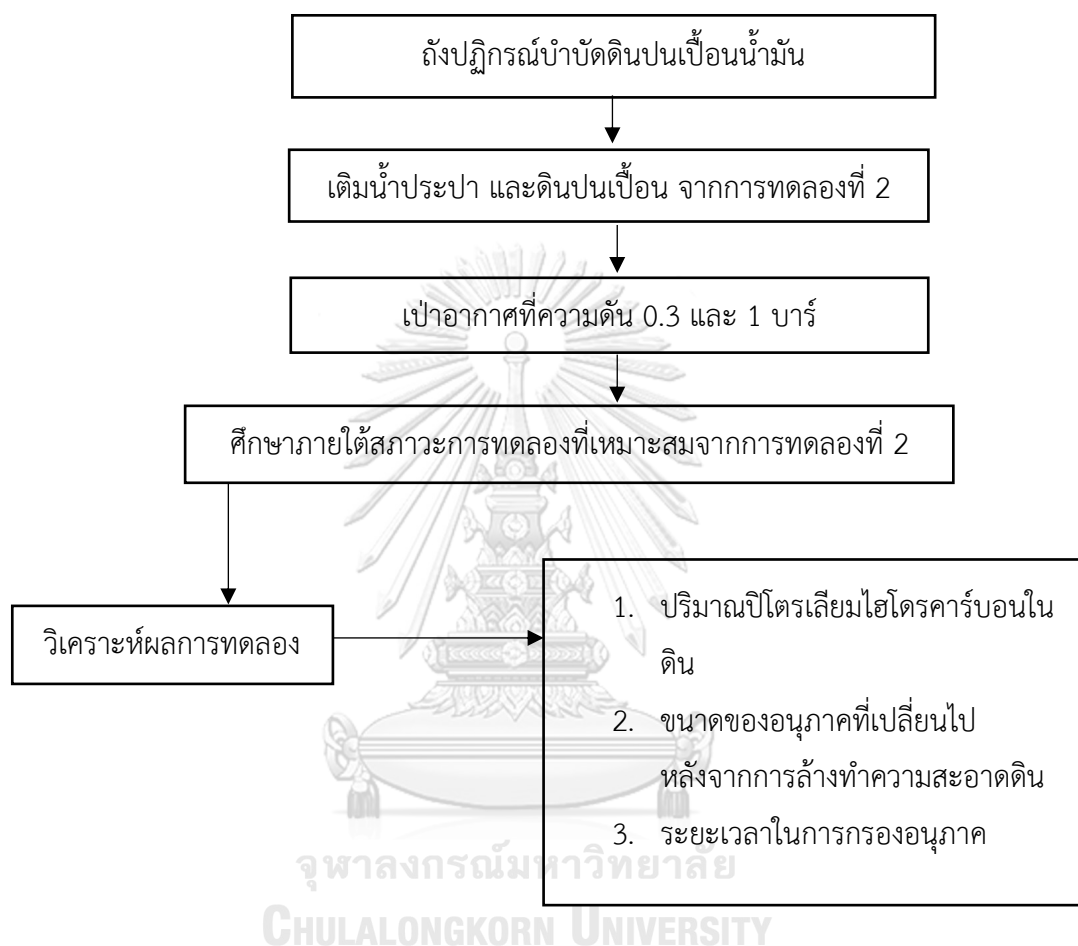 ถังปฏิกรณ์บำบัดดินปนเปื้อนน้ำมัน
เติมน้ำประปา และดินปนเปื้อน จากการทดลองที่ 2
เป่าอากาศที่ความดัน 0.3 และ 1 บาร์
ศึกษาภายใต้สภาวะการทดลองที่เหมาะสมจากการทดลองที่ 2
วิเคราะห์ผลการทดลอง
1. ปริมาณปิโตรเลียมไฮโดรคาร์บอนใน
ดิน
2. ขนาดของอนุภาคที่เปลี่ยนไป
หลังจากการล้างทำความสะอาดดิน
3. ระยะเวลาในการกรองอนุภาค
จุฬาลงกรณ์มหาวิทยาลัย
CHULALONGKORN UNIVERSITY